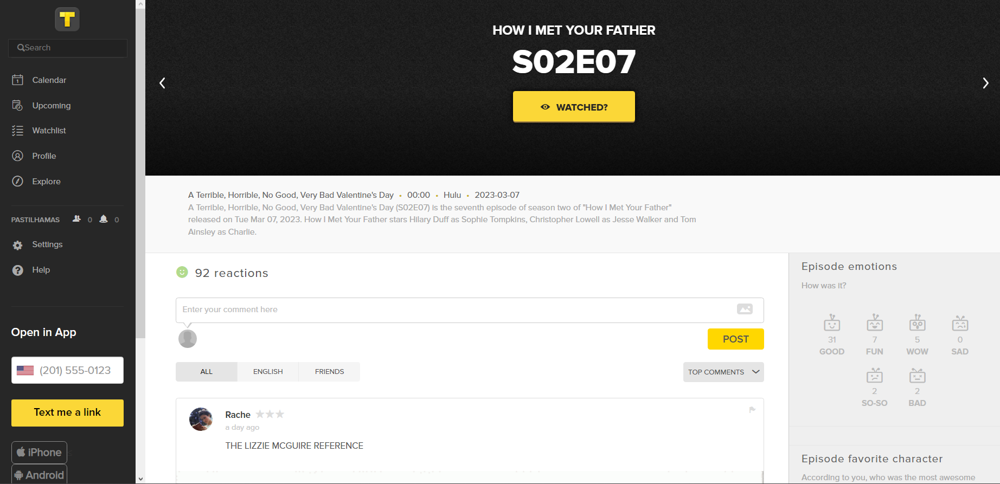 T
Search
Calendar
Upcoming
Watchlist
Profile
Explore
PASTILHAMAS 0 0
Settings
Help
Open in App
(201) 555-0123
Text me a link
iPhone
Android
HOW I MET YOUR FATHER
S02E07
WATCHED?
A Terrible, Horrible, No Good, Very Bad Valentine's Day • 00:00 • Hulu • 2023-03-07
A Terrible, Horrible, No Good, Very Bad Valentine's Day (S02E07) is the seventh episode of season two of "How I Met Your Father"
released on Tue Mar 07, 2023. How I Met Your Father stars Hilary Duff as Sophie Tompkins, Christopher Lowell as Jesse Walker and Tom
Ainsley as Charlie.
92 reactions
Enter your comment here
POST
ALL ENGLISH FRIENDS
TOP COMMENTS
Rache
a day ago
THE LIZZIE MCGUIRE REFERENCE
Episode emotions
How was it?
31 7 5 0
GOOD FUN WOW SAD
2 2
SO-SO BAD
Episode favorite character
According to you, who was the most awesome